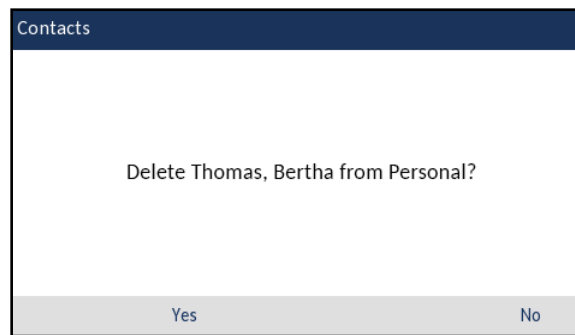 Contacts
Delete Thomas, Bertha from Personal?
Yes No